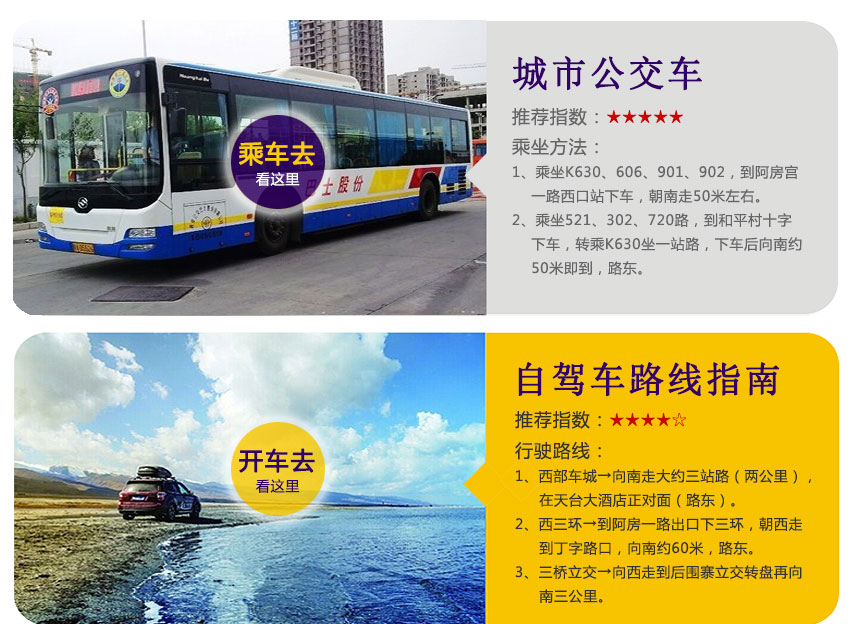 城市公交车
推荐指数：★★★★★
乘坐方法：
1、乘坐K630、606、901、902，到阿房宫
一路西口站下车，朝南走50米左右。
2、乘坐521、302、720路，到和平村十字
下车，转乘K630坐一站路，下车后向南约
50米即到，路东。
乘车去
看这里
巴士股份
自驾车路线指南
推荐指数：★★★★☆
行驶路线：
1、西部车城→向南走大约三站路（两公里），
在天台大酒店正对面（路东）。
2、西三环→到阿房一路出口下三环，朝西走
到丁字路口，向南约60米，路东。
3、三桥立交→向西走到后围寨立交转盘再向
南三公里。
开车去
看这里